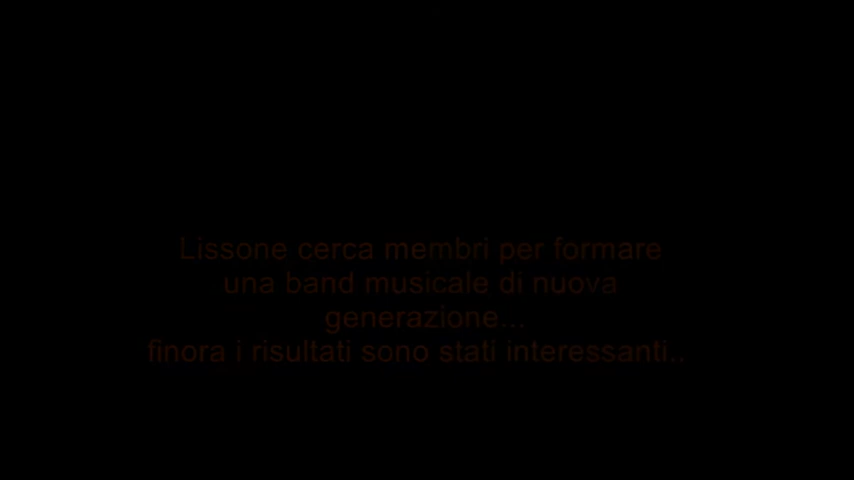 Lissone cerca membri per formare
una band musicale di nuova
generazione...
finora i risultati sono stati interessanti..